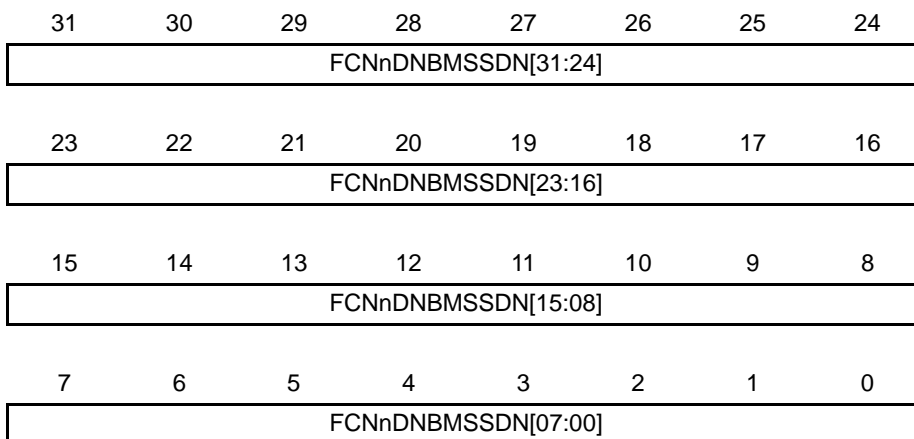 31 30 29 28 27 26 25 24
FCNnDNBMSSDN[31:24]
23 22 21 20 19 18 17 16
FCNnDNBMSSDN[23:16]
15 14 13 12 11 10 9 8
FCNnDNBMSSDN[15:08]
7 6 5 4 3 2 1 0
FCNnDNBMSSDN[07:00]